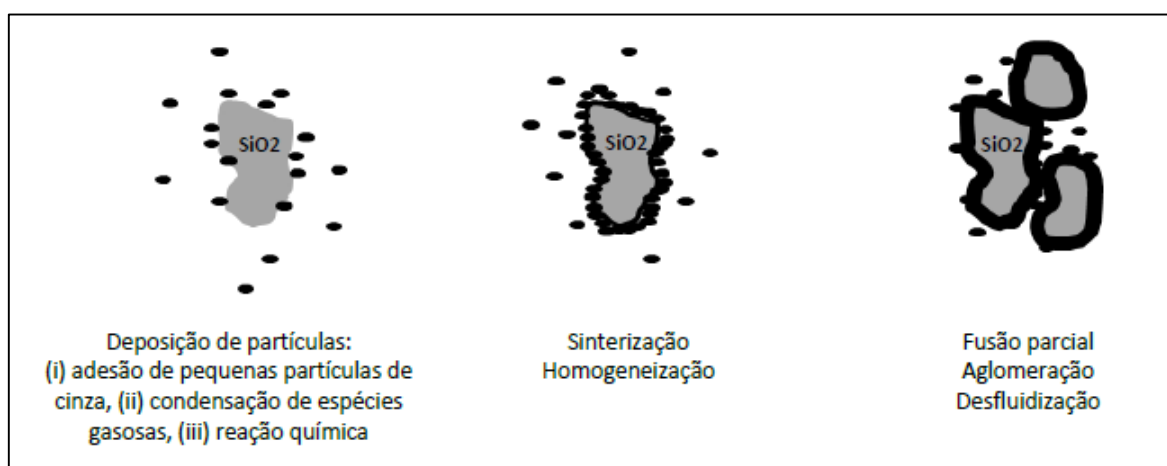 SiO2
SiO2
SiO2
Deposição de partículas:
(i) adesão de pequenas partículas de
cinza, (ii) condensação de espécies
gasosas, (iii) reação química
Sinterização
Homogeneização
Fusão parcial
Aglomeração
Desfluidização